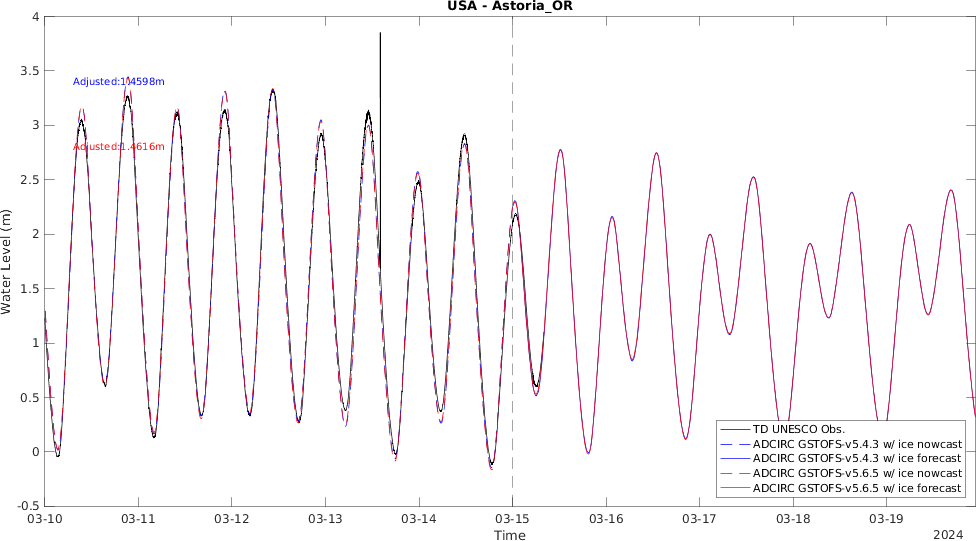 USA - Astoria_OR
Water Level (m)
4
3.5
3
2.5
2
1.5
1
0.5
0
-0.5
Adjusted:1.4598m
Adjusted:1.4616m
TD UNESCO Obs.
ADCIRC GSTOFS-v5.4.3 w/ ice nowcast
ADCIRC GSTOFS-v5.4.3 w/ ice forecast
ADCIRC GSTOFS-v5.6.5 w/ ice nowcast
ADCIRC GSTOFS-v5.6.5 w/ ice forecast
03-10 03-11 03-12 03-13 03-14 03-15 03-16 03-17 03-18 03-19
Time
2024